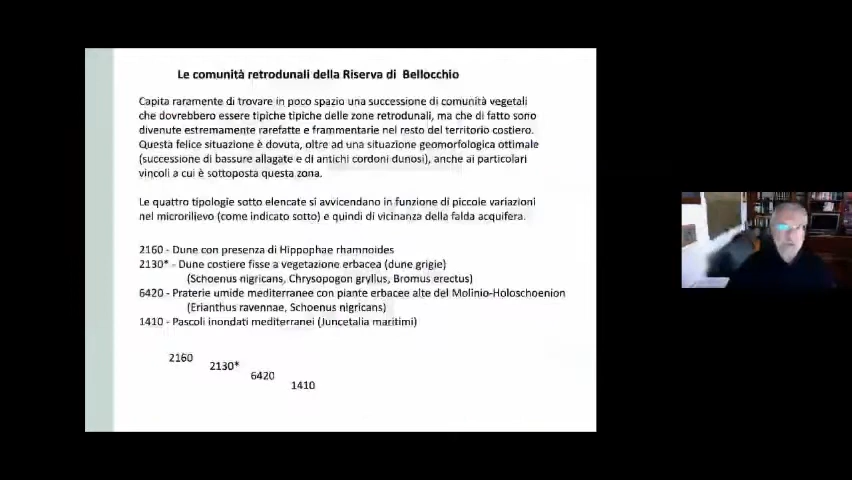 Le comunità retrodunali della Riserva di Bellocchio
Capita raramente di trovare in poco spazio una successione di comunità vegetali
che dovrebbero essere tipiche tipiche delle zone retrodunali, ma che di fatto sono
divenute estremamente rarefatte e frammentarie nel resto del territorio costiero.
Questa felice situazione è dovuta, oltre ad una situazione geomorfologica ottimale
(successione di bassure allagate e di antichi cordoni dunosi), anche ai particolari
vincoli a cui è sottoposta questa zona.
Le quattro tipologie sotto elencate si avvicendano in funzione di piccole variazioni
nel microrilievo (come indicato sotto) e quindi di vicinanza della falda acquifera.
2160 - Dune con presenza di Hippophae rhamnoides
2130* - Dune costiere fisse a vegetazione erbacea (dune grigie)
(Schoenus nigricans, Chrysopogon gryllus, Bromus erectus)
6420 - Praterie umide mediterranee con piante erbacee alte del Molinio-Holoschoenion
(Erianthus ravennae, Schoenus nigricans)
1410 - Pascoli inondati mediterranei (Juncetalia maritimi)
2160
2130*
6420
1410